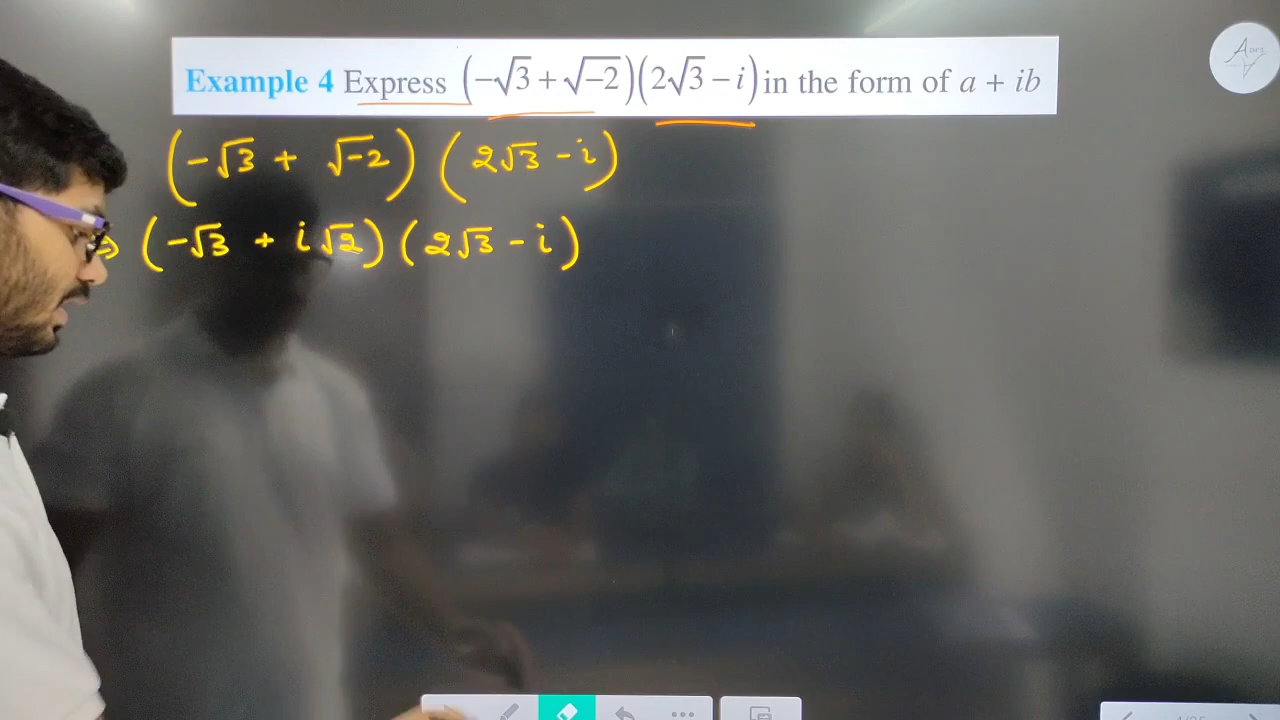 Example 4 Express (−√3 + √−2)(2√3 − i) in the form of a + ib
(-√3 + √-2) (2√3 - i)
⇒ (-√3 + i√2) (2√3 - i)